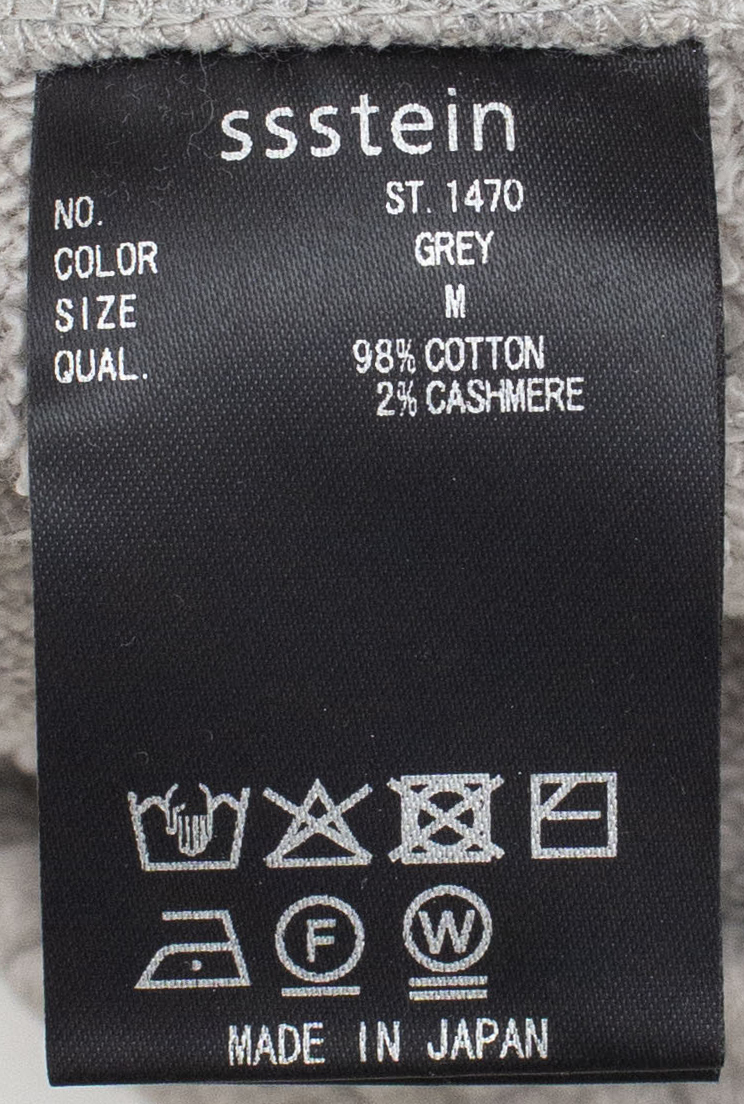 ssstein
NO. ST. 1470
COLOR GREY
SIZE M
QUAL. 98% COTTON
2% CASHMERE
F W
MADE IN JAPAN